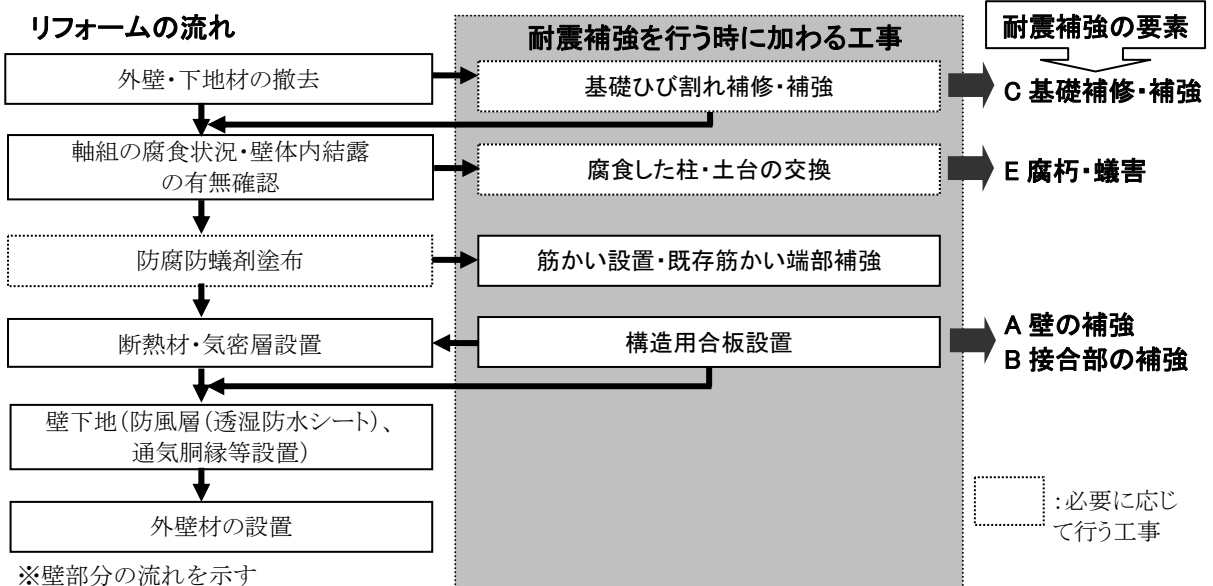 リフォームの流れ
耐震補強を行う時に加わる工事
耐震補強の要素
外壁・下地材の撤去
基礎ひび割れ補修・補強
C 基礎補修・補強
軸組の腐食状況・壁体内結露
の有無確認
腐食した柱・土台の交換
E 腐朽・蟻害
防腐防蟻剤塗布
筋かい設置・既存筋かい端部補強
断熱材・気密層設置
構造用合板設置
A 壁の補強
B 接合部の補強
壁下地(防風層(透湿防水シート)、
通気胴縁等設置)
外壁材の設置
:必要に応じ
て行う工事
※壁部分の流れを示す